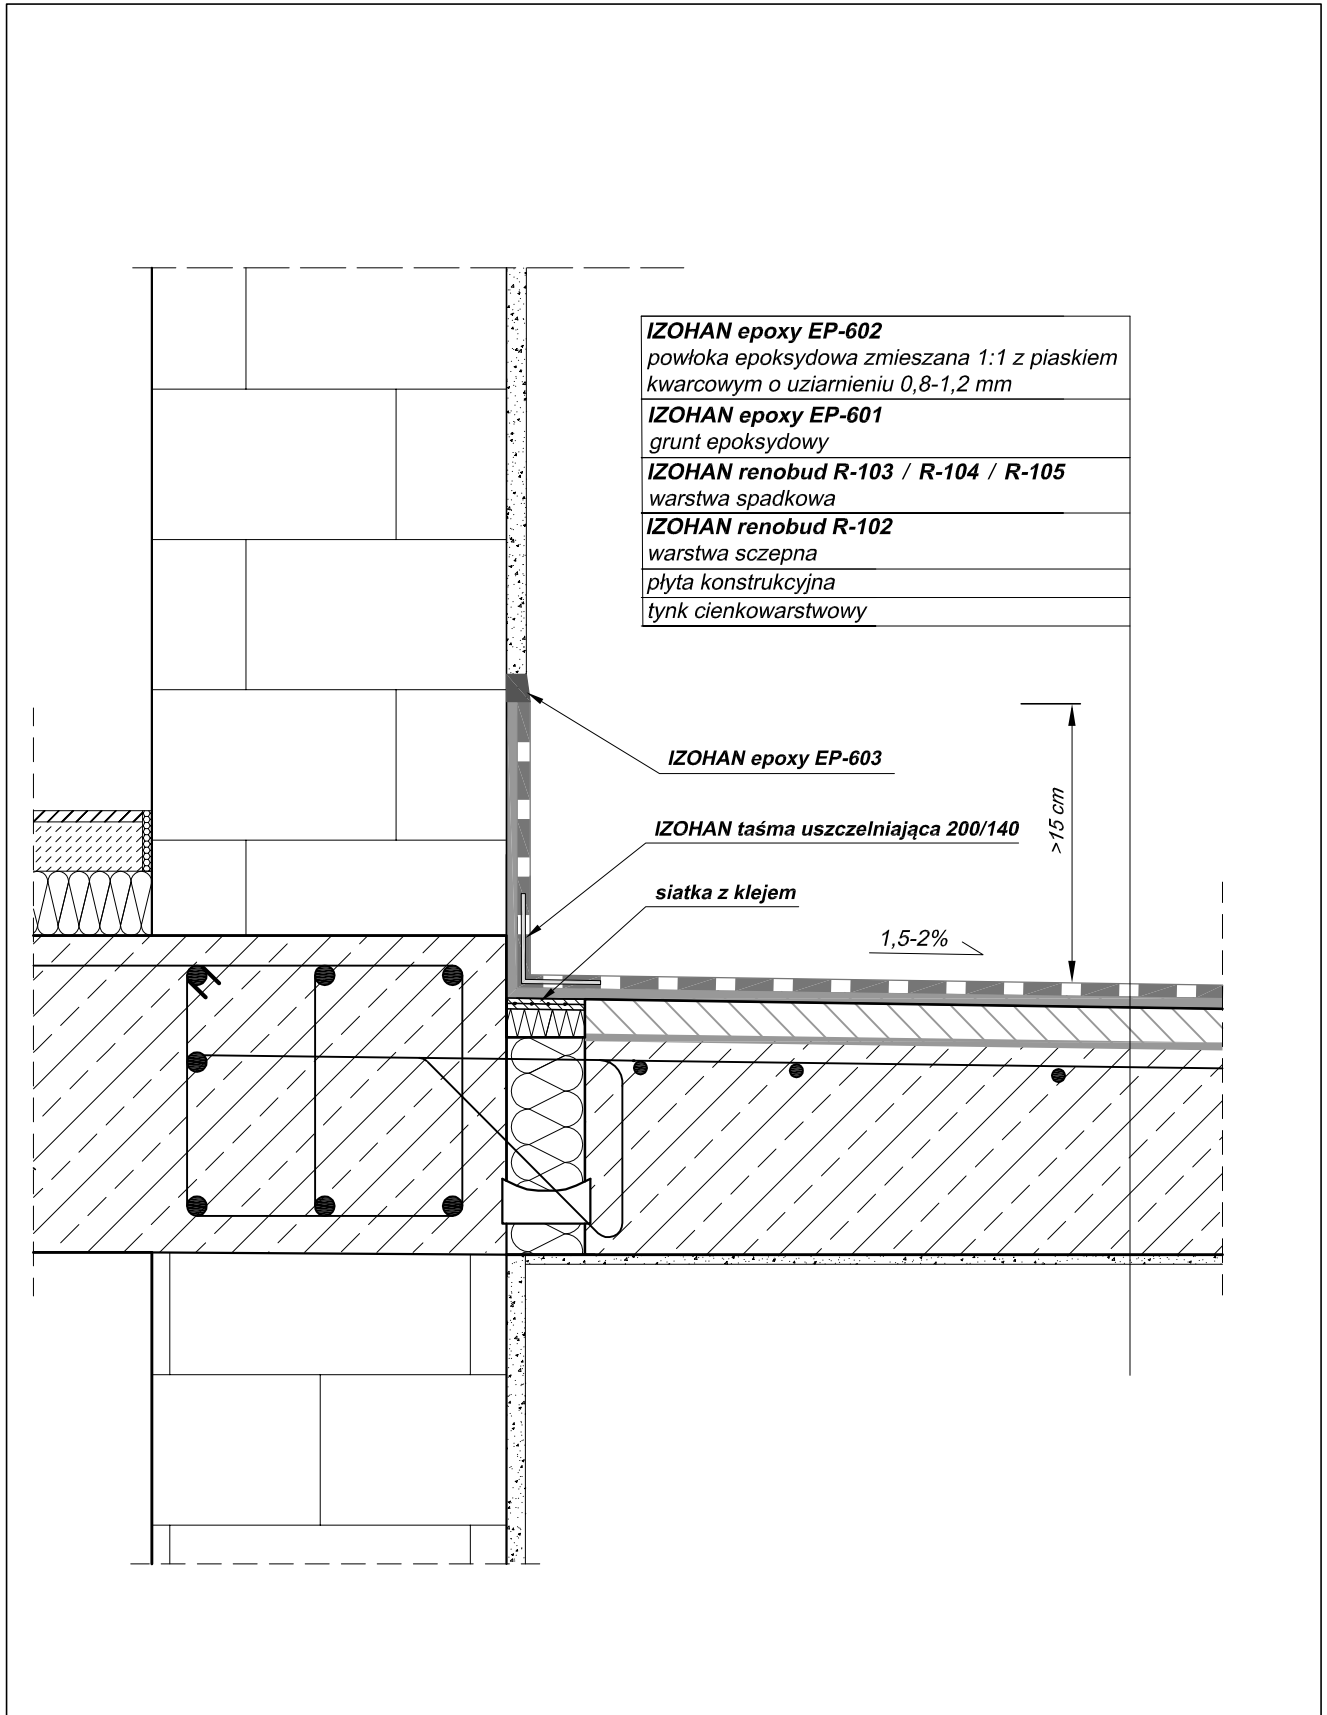 IZOHAN epoxy EP-602
powłoka epoksydowa zmieszana 1:1 z piaskiem
kwarcowym o uziarnieniu 0,8-1,2 mm
IZOHAN epoxy EP-601
grunt epoksydowy
IZOHAN renobud R-103 / R-104 / R-105
warstwa spadkowa
IZOHAN renobud R-102
warstwa sczepna
płyta konstrukcyjna
tynk cienkowarstwowy
IZOHAN epoxy EP-603
IZOHAN taśma uszczelniająca 200/140
siatka z klejem
1,5-2%
>15 cm